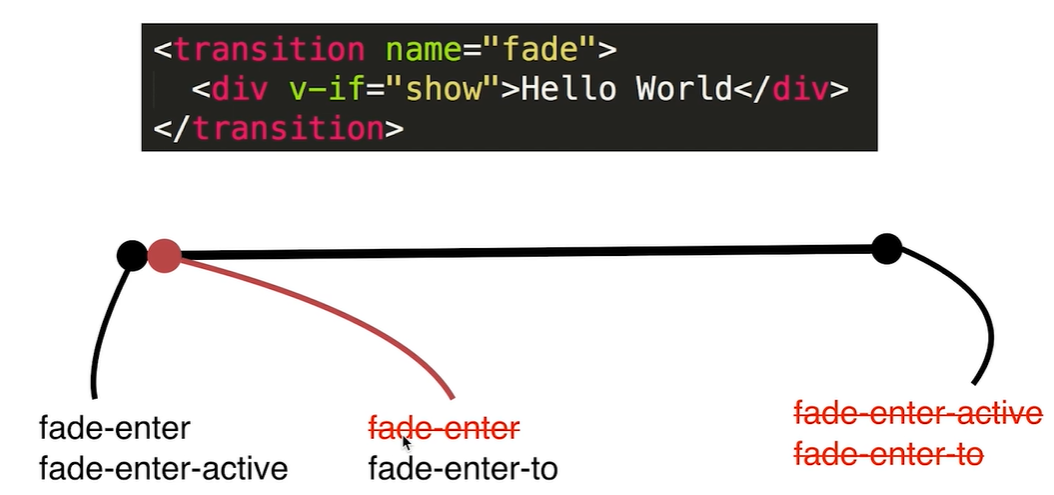 <transition name="fade">
<div v-if="show">Hello World</div>
</transition>
fade-enter
fade-enter-active
fade-enter
fade-enter-to
fade-enter-active
fade-enter-to